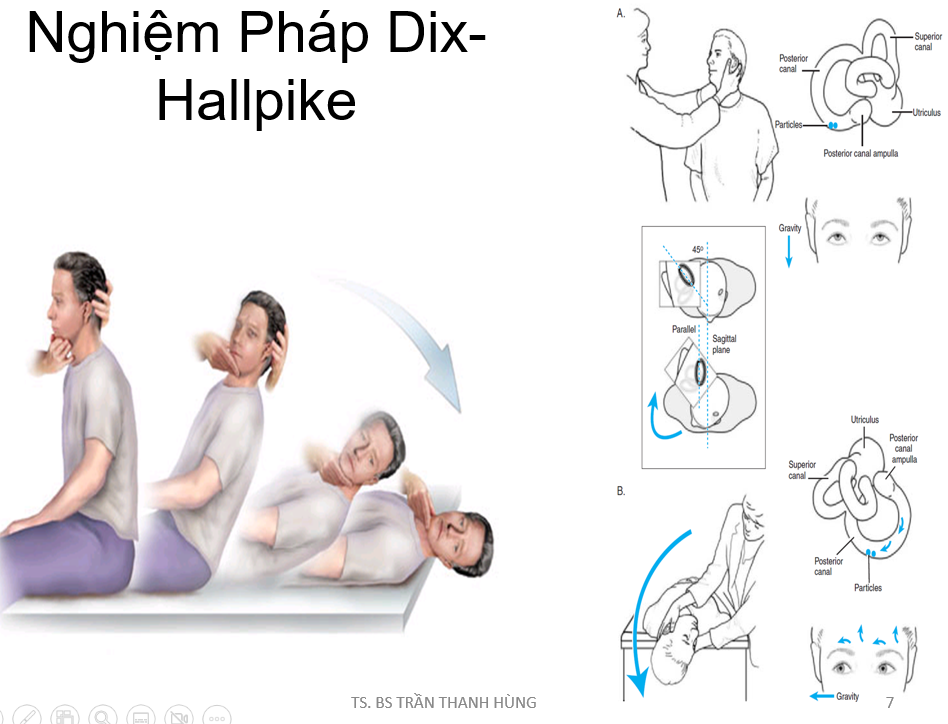 Nghiệm Pháp Dix-
Hallpike
A.
Superior
canal
Posterior
canal
Particles
Utriculus
Posterior canal ampulla
Gravity
45°
Parallel
Sagittal
plane
B.
Utriculus
Posterior
canal
ampulla
Superior
canal
Posterior
canal
Particles
Gravity
TS. BS TRẦN THANH HÙNG
7